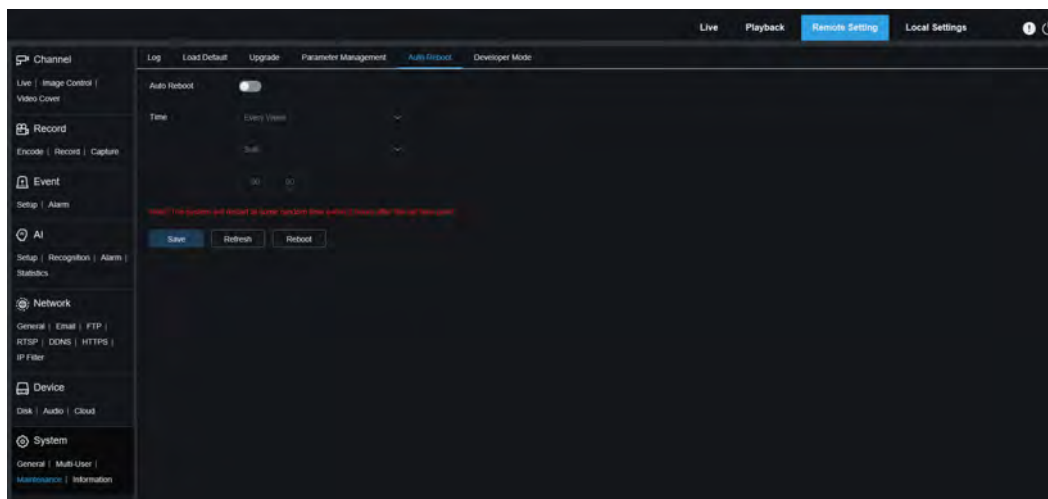 Live Playback Remote Setting Local Settings
Channel
Live | Image Control |
Video Cover
Record
Encode | Record | Capture
Event
Setup | Alarm
AI
Setup | Recognition | Alarm |
Statistics
Network
General | Email | FTP |
RTSP | DDNS | HTTPS |
IP Filter
Device
Disk | Audio | Cloud
System
General | Multi-User |
Maintenance | Information
Log Load Default Upgrade Parameter Management Auto Reboot Developer Mode
Auto Reboot
Time Every Week
Sun
00 00
Save Refresh Reboot